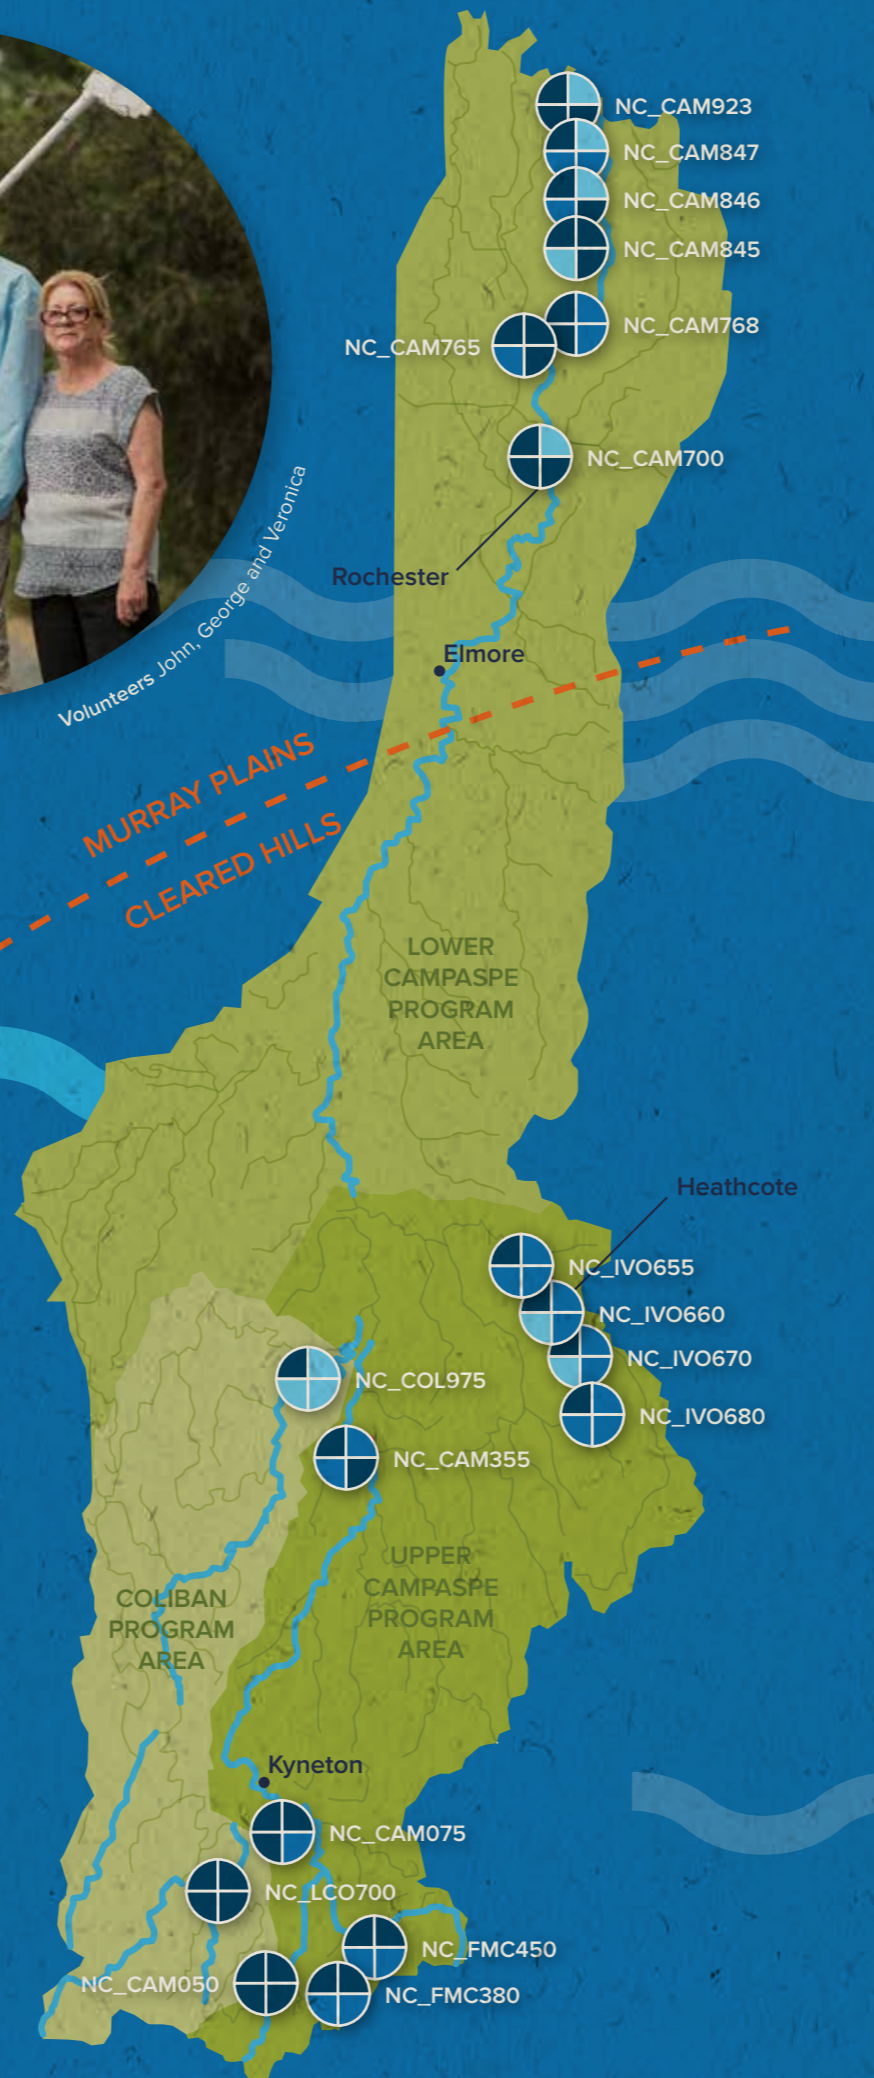 NC_CAM923
NC_CAM847
NC_CAM846
NC_CAM845
NC_CAM768
NC_CAM765
NC_CAM700
Rochester
Volunteers John, George and Veronica
Elmore
MURRAY PLAINS
CLEARED HILLS
LOWER
CAMPASPE
PROGRAM
AREA
Heathcote
NC_IVO655
NC_IVO660
NC_IVO670
NC_COL975
NC_IVO680
NC_CAM355
UPPER
CAMPASPE
PROGRAM
AREA
COLIBAN
PROGRAM
AREA
Kyneton
NC_CAM075
NC_LCO700
NC_FMC450
NC_CAM050
NC_FMC380